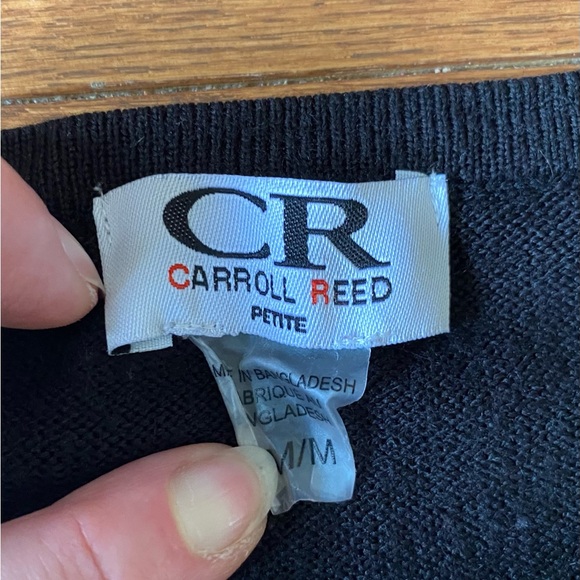 CR
CARROLL REED
PETITE
IN BANGLADESH
M/M